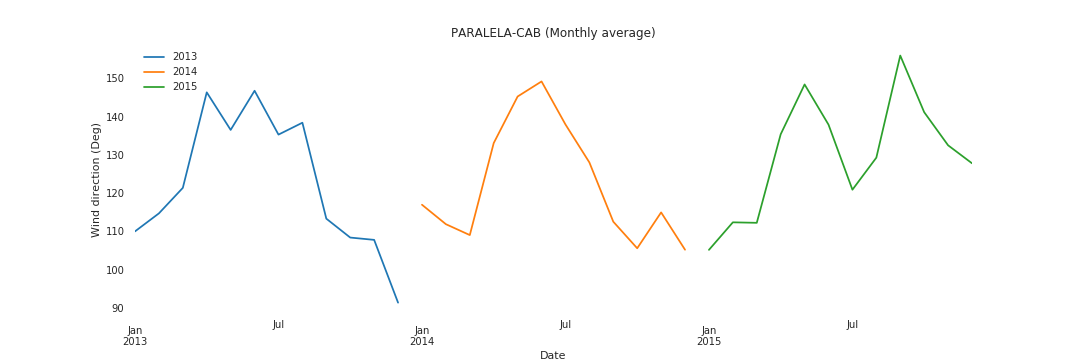 PARALELA-CAB (Monthly average)
2013
2014
2015
Wind direction (Deg)
150
140
130
120
110
100
90
Jan
2013
Jul
Jan
2014
Jul
Jan
2015
Jul
Date